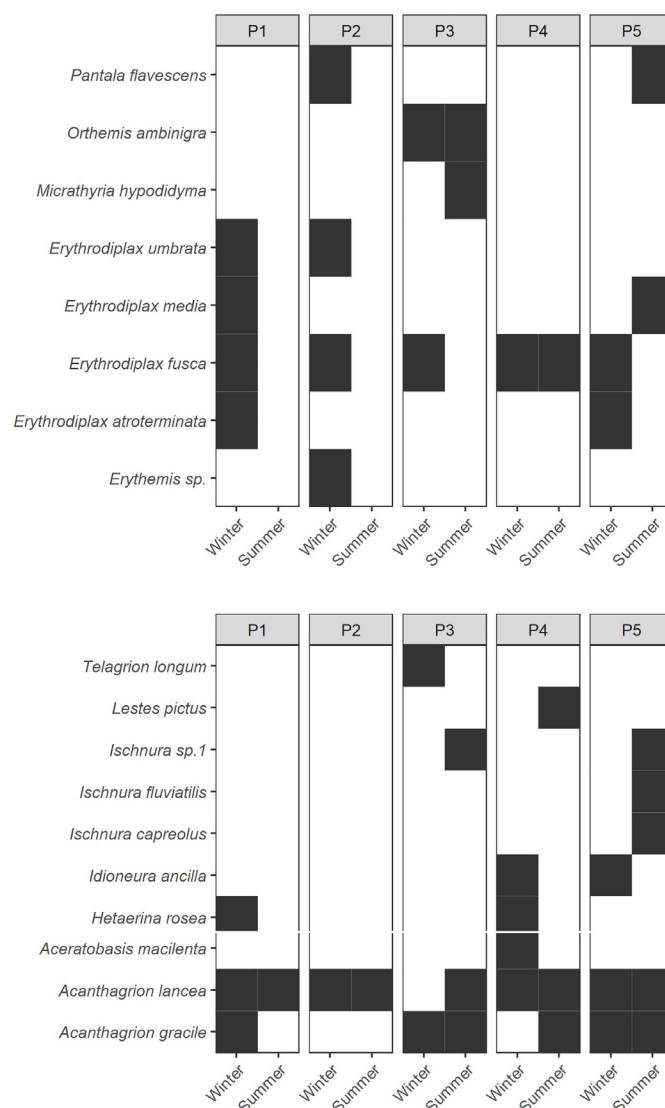 P1 P2 P3 P4 P5
Pantala flavescens
Orthemis ambinigra
Micrathyria hypodidyma
Erythrodiplax umbrata
Erythrodiplax media
Erythrodiplax fusca
Erythrodiplax atroterminata
Erythemis sp.
Winter Summer Winter Summer Winter Summer Winter Summer Winter Summer
P1 P2 P3 P4 P5
Telagrion longum
Lestes pictus
Ischnura sp.1
Ischnura fluviatilis
Ischnura capreolus
Idioneura ancilla
Hetaerina rosea
Aceratobasis macilenta
Acanthagrion lancea
Acanthagrion gracile
Winter Summer Winter Summer Winter Summer Winter Summer Winter Summer